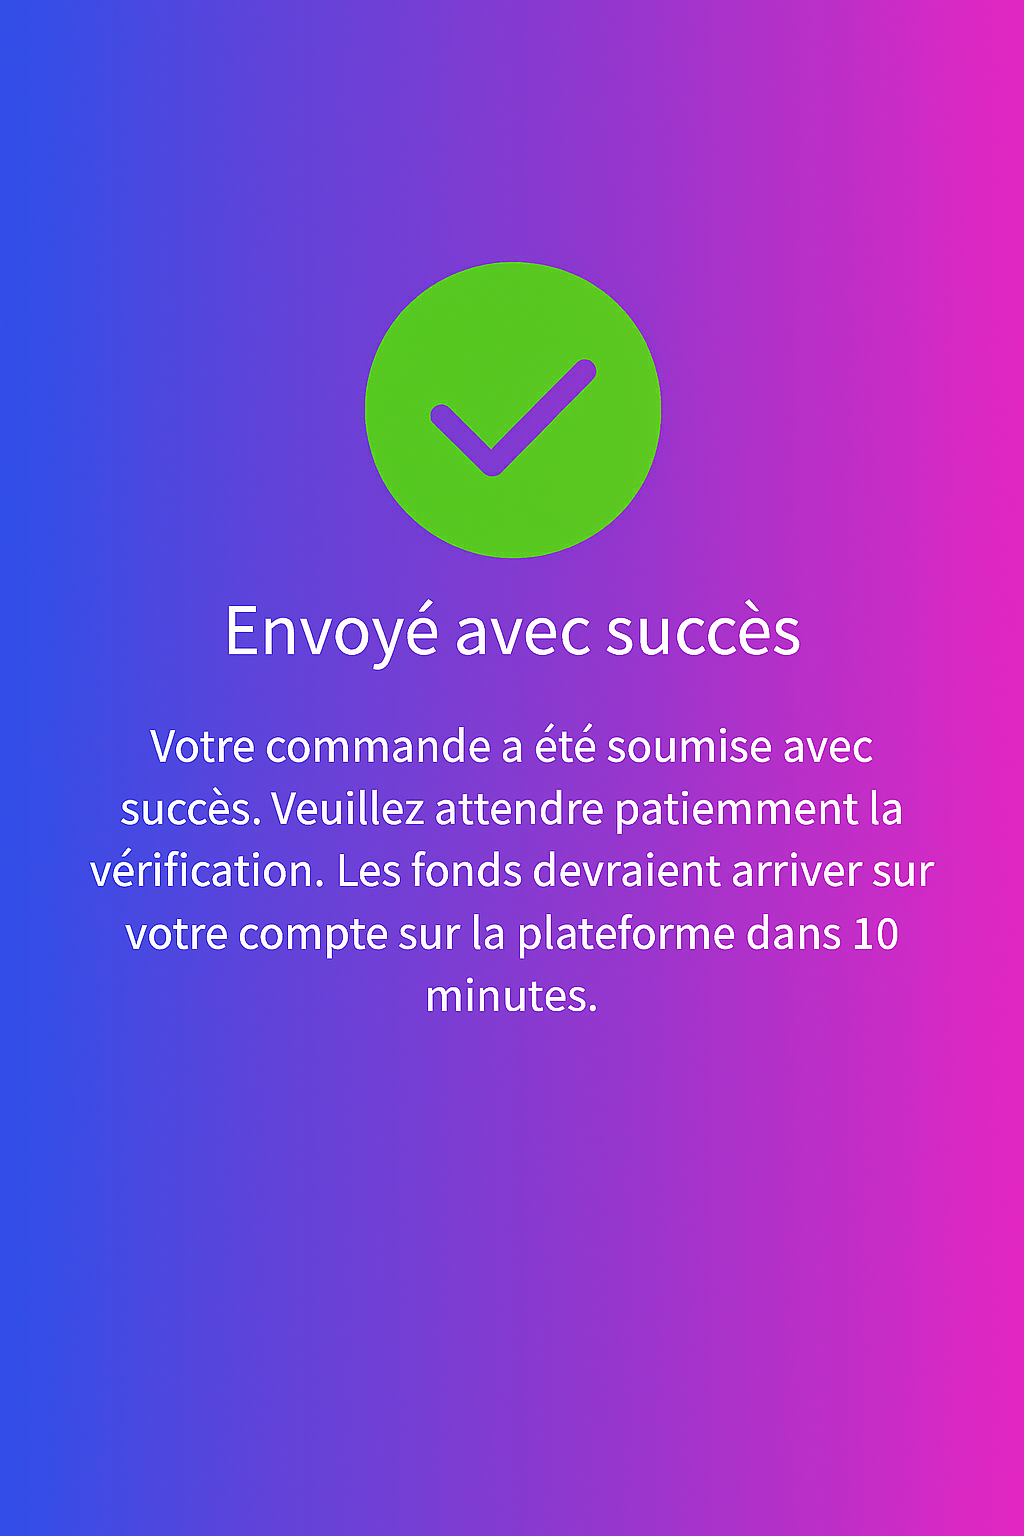 Envoyé avec succès
Votre commande a été soumise avec
succès. Veuillez attendre patiemment la
vérification. Les fonds devraient arriver sur
votre compte sur la plateforme dans 10
minutes.